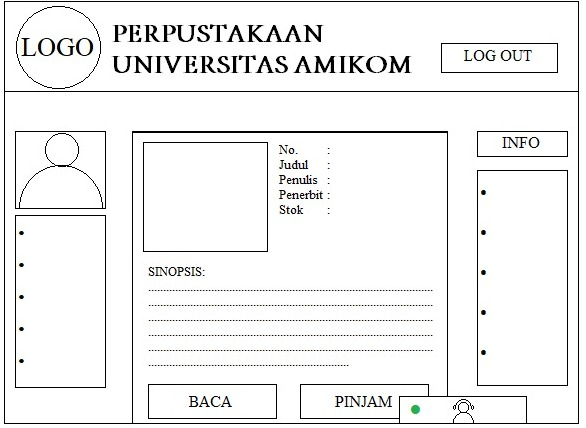 LOGO
PERPUSTAKAAN
UNIVERSITAS AMIKOM
LOG OUT
INFO
No. :
Judul :
Penulis :
Penerbit :
Stok :
SINOPSIS:
BACA
PINJAM